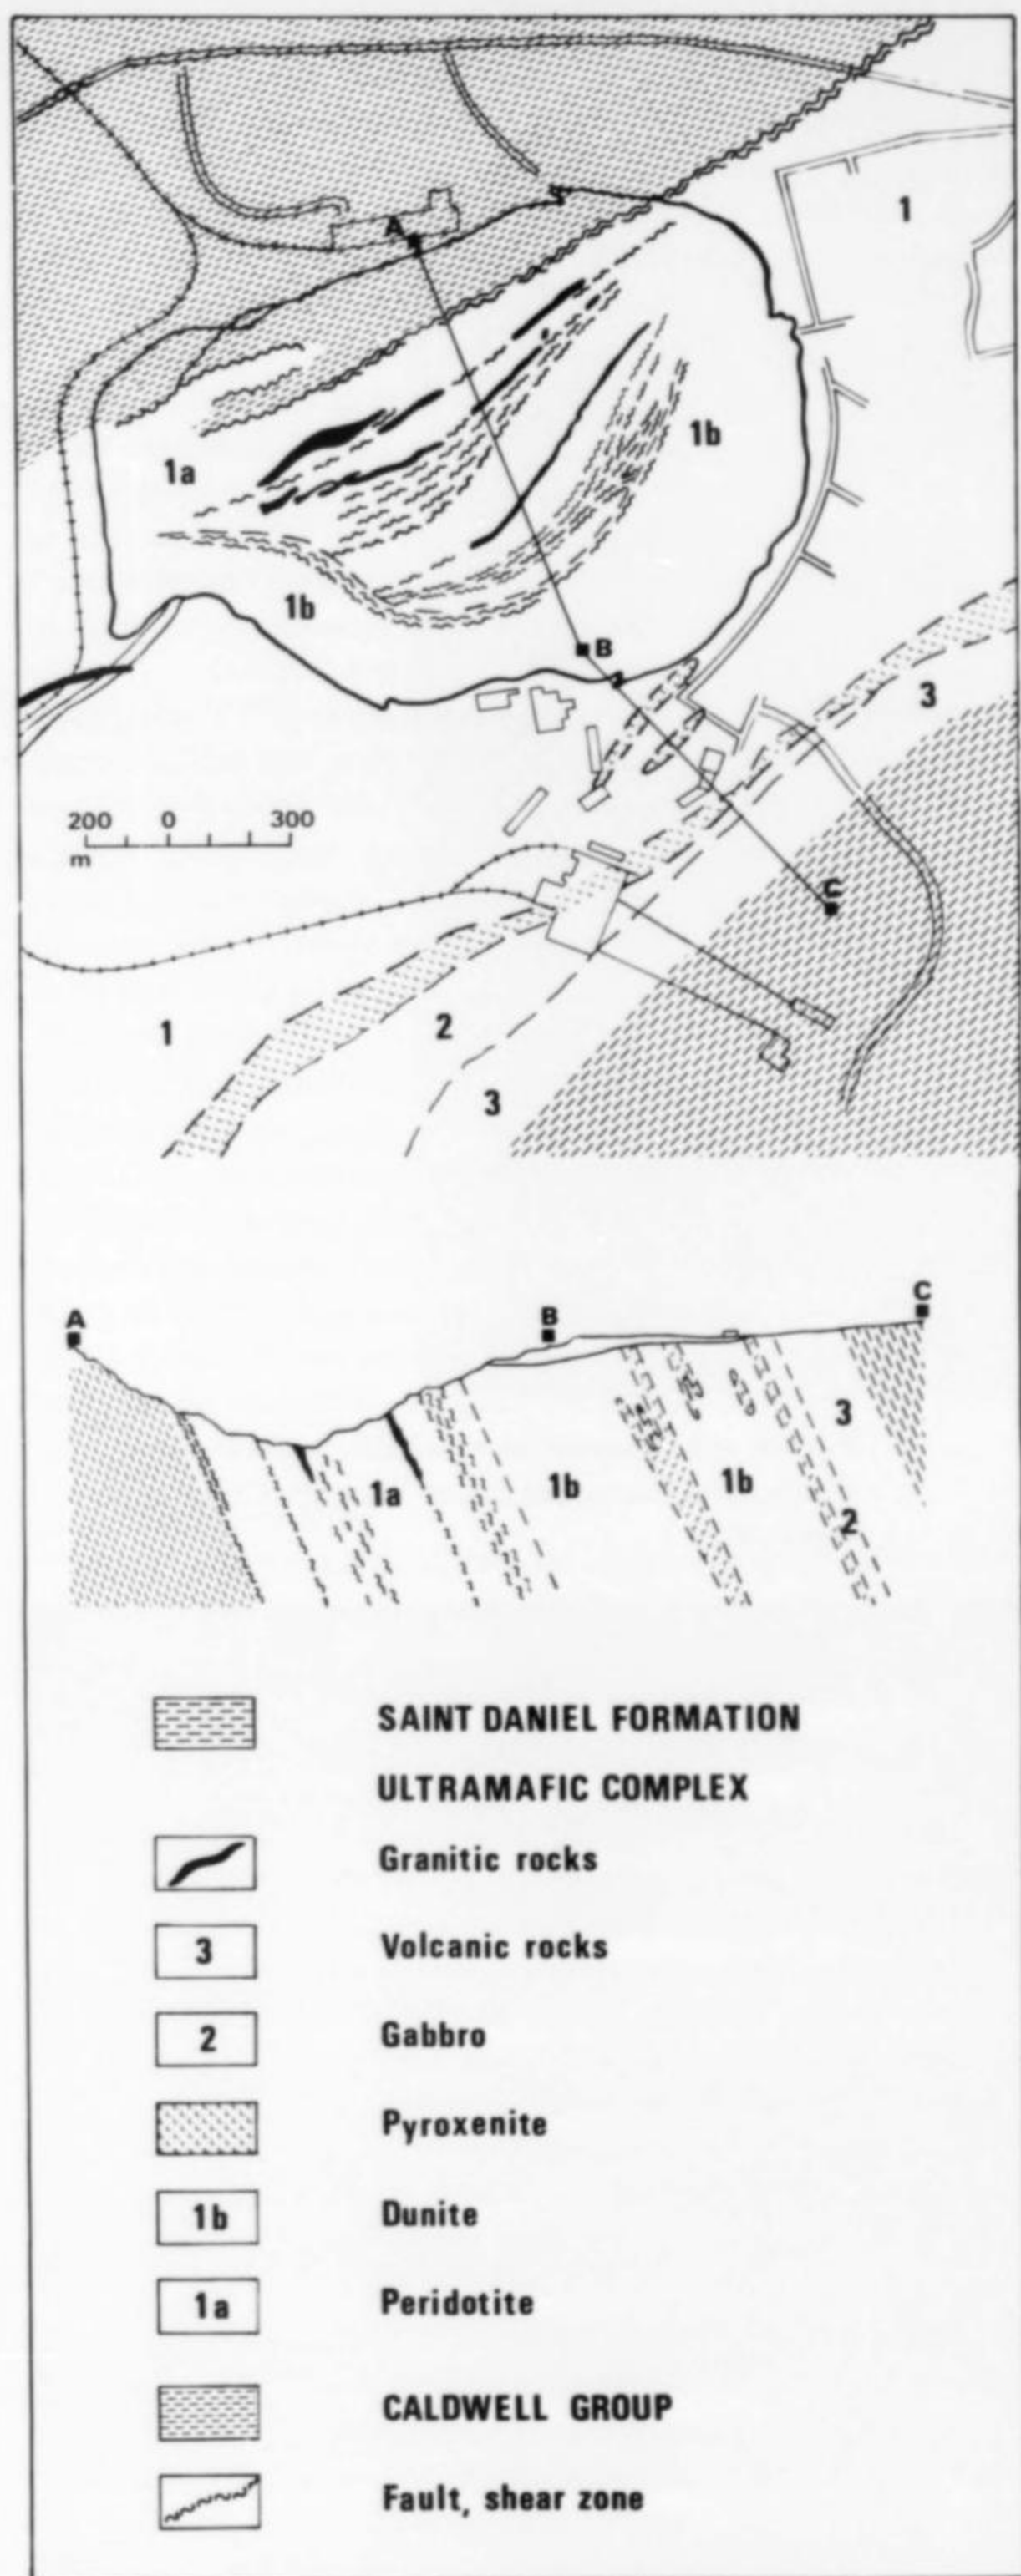 A
1
1b
1a
1b
B
3
200 0 300
m
C
1
2
3
A B C
3
1a 1b 1b
2
SAINT DANIEL FORMATION
ULTRAMAFIC COMPLEX
Granitic rocks
3 Volcanic rocks
2 Gabbro
Pyroxenite
1b Dunite
1a Peridotite
CALDWELL GROUP
Fault, shear zone